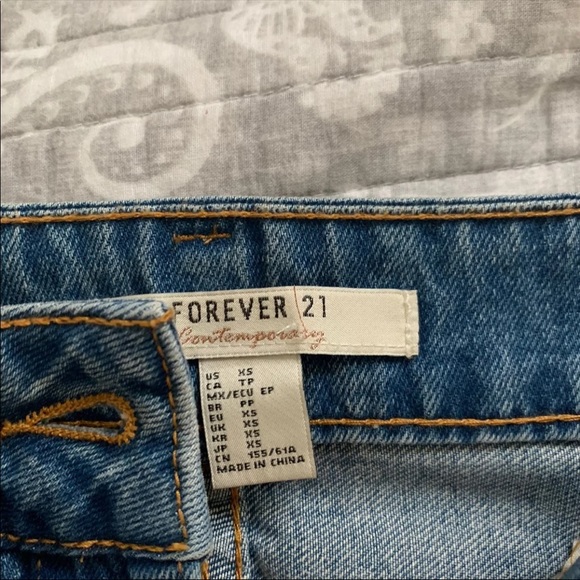 FOREVER 21
Contemporary
US XS
CA TP
MX/ECU EP
BR PP
EU XS
UK XS
KR XS
JP XS
CN 155/61A
MADE IN CHINA